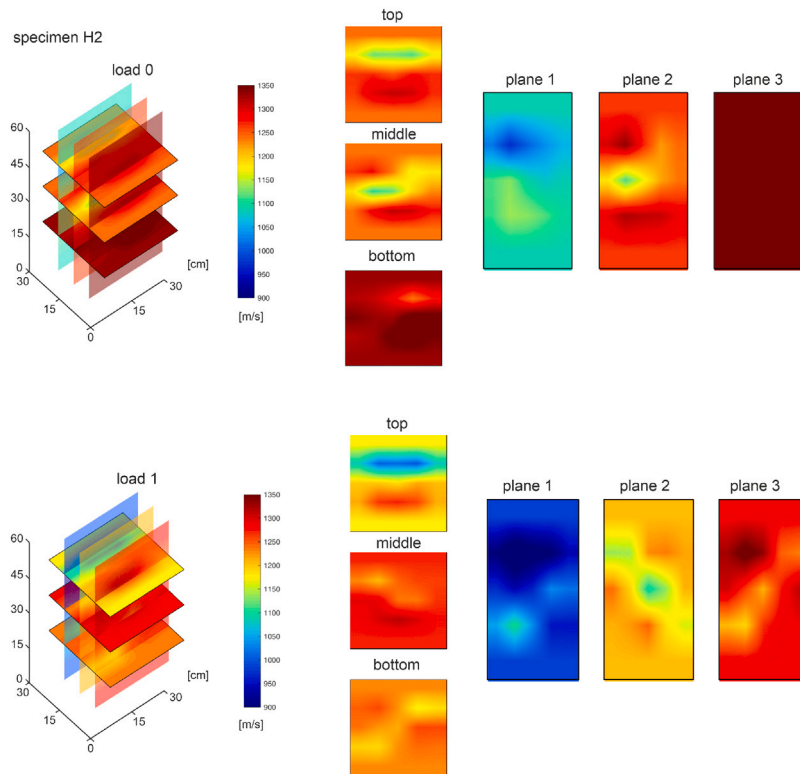 specimen H2
load 0
60
45
30
15
0
30
15
0
15
30
[cm]
1350
1300
1250
1200
1150
1100
1050
1000
950
900
[m/s]
top
middle
bottom
plane 1
plane 2
plane 3
load 1
60
45
30
15
0
30
15
0
15
30
[cm]
1350
1300
1250
1200
1150
1100
1050
1000
950
900
[m/s]
top
middle
bottom
plane 1
plane 2
plane 3